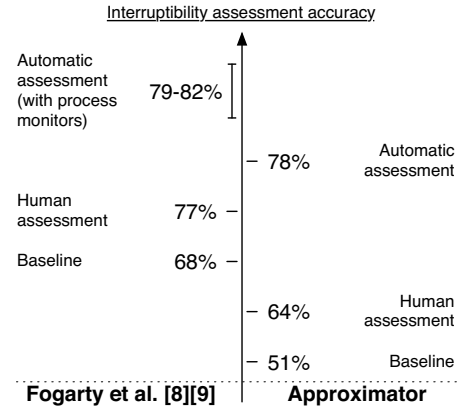 Interruptibility assessment accuracy
Automatic
assessment
(with process
monitors)
79-82%
78%
Automatic
assessment
Human
assessment
77%
Baseline
68%
64%
Human
assessment
51%
Baseline
Fogarty et al. [8][9]
Approximator